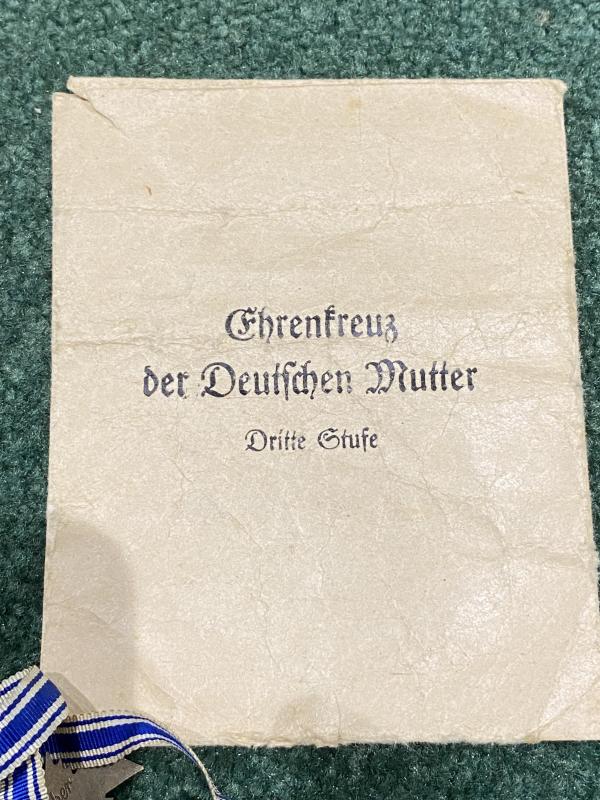 Ehrenkreuz
der Deutschen Mutter
Dritte Stufe